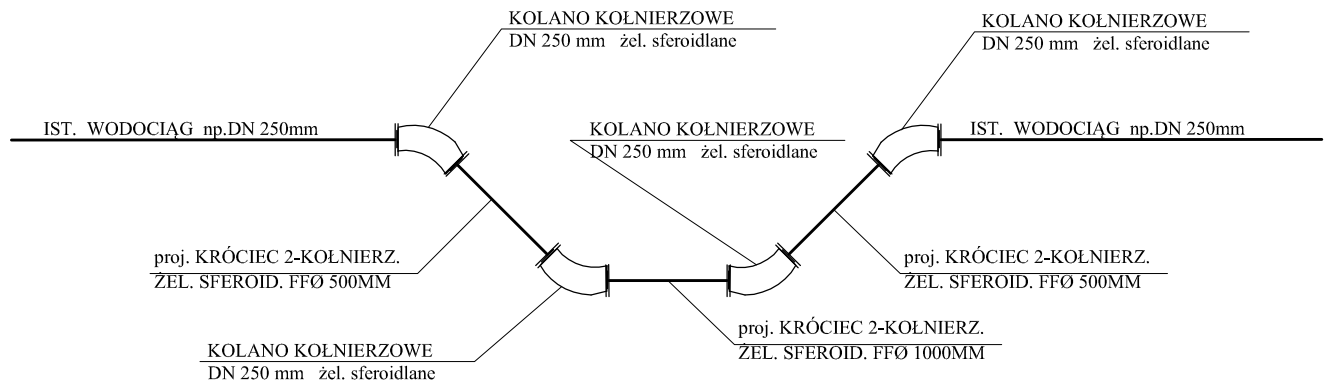 KOLANO KOŁNIERZOWE
DN 250 mm żel. sferoidlane
KOLANO KOŁNIERZOWE
DN 250 mm żel. sferoidlane
IST. WODOCIĄG np.DN 250mm
KOLANO KOŁNIERZOWE
DN 250 mm żel. sferoidlane
IST. WODOCIĄG np.DN 250mm
proj. KRÓCIEC 2-KOŁNIERZ.
ŻEL. SFEROID. FFØ 500MM
proj. KRÓCIEC 2-KOŁNIERZ.
ŻEL. SFEROID. FFØ 500MM
KOLANO KOŁNIERZOWE
DN 250 mm żel. sferoidlane
proj. KRÓCIEC 2-KOŁNIERZ.
ŻEL. SFEROID. FFØ 1000MM